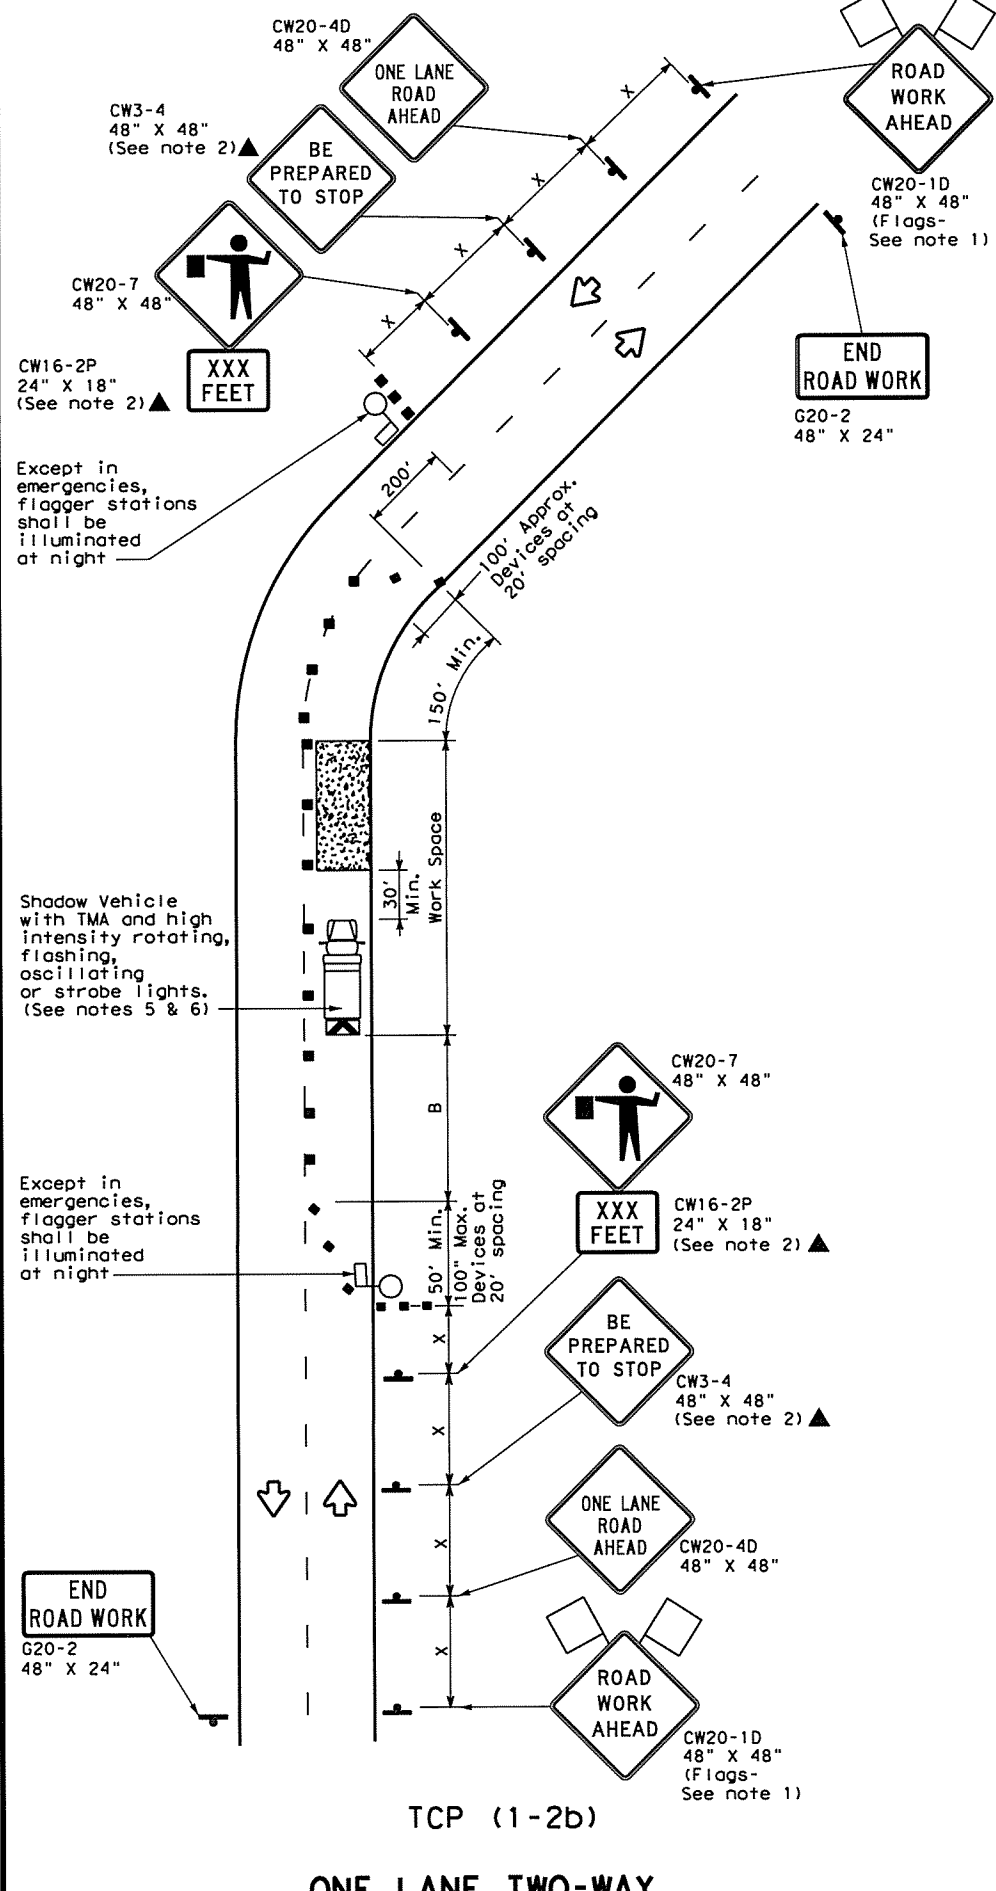 CW20-4D
48" X 48"
ONE LANE
ROAD
AHEAD
ROAD
WORK
AHEAD
CW20-1D
48" X 48"
(Flags-
See note 1)
CW3-4
48" X 48"
(See note 2)
BE
PREPARED
TO STOP
CW20-7
48" X 48"
CW16-2P
24" X 18"
(See note 2)
XXX
FEET
X
X
X
X
END
ROAD WORK
G20-2
48" X 24"
Except in
emergencies,
flagger stations
shall be
illuminated
at night
200'
100' Approx.
Devices at
20' spacing
150' Min.
Work Space
30'
Min.
Shadow Vehicle
with TMA and high
intensity rotating,
flashing,
oscillating
or strobe lights.
(See notes 5 & 6)
B
CW20-7
48" X 48"
XXX
FEET
CW16-2P
24" X 18"
(See note 2)
Except in
emergencies,
flagger stations
shall be
illuminated
at night
50' Min.
100" Max.
Devices at
20' spacing
X
X
X
X
BE
PREPARED
TO STOP
CW3-4
48" X 48"
(See note 2)
ONE LANE
ROAD
AHEAD
CW20-4D
48" X 48"
END
ROAD WORK
G20-2
48" X 24"
ROAD
WORK
AHEAD
CW20-1D
48" X 48"
(Flags-
See note 1)
TCP (1-2b)
ONE LANE TWO-WAY